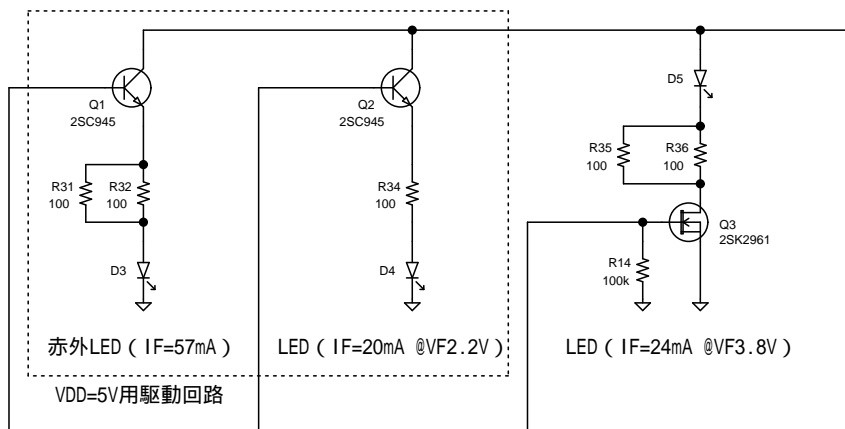 Q1
2SC945
Q2
2SC945
D5
R31
100
R32
100
R34
100
R35
100
R36
100
Q3
2SK2961
R14
100k
D3
D4
赤外LED(IF=57mA)
LED(IF=20mA @VF2.2V)
LED(IF=24mA @VF3.8V)
VDD=5V用駆動回路